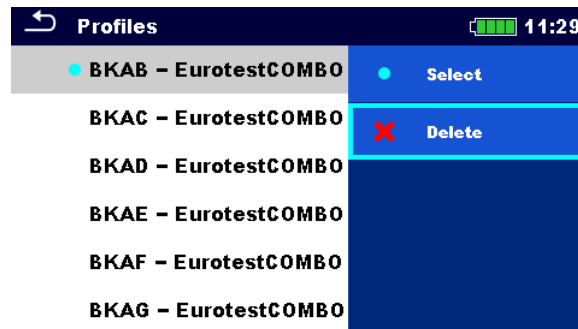 Profiles
11:29
BKAB – EurotestCOMBO
BKAC – EurotestCOMBO
BKAD – EurotestCOMBO
BKAE – EurotestCOMBO
BKAF – EurotestCOMBO
BKAG – EurotestCOMBO
Select
Delete